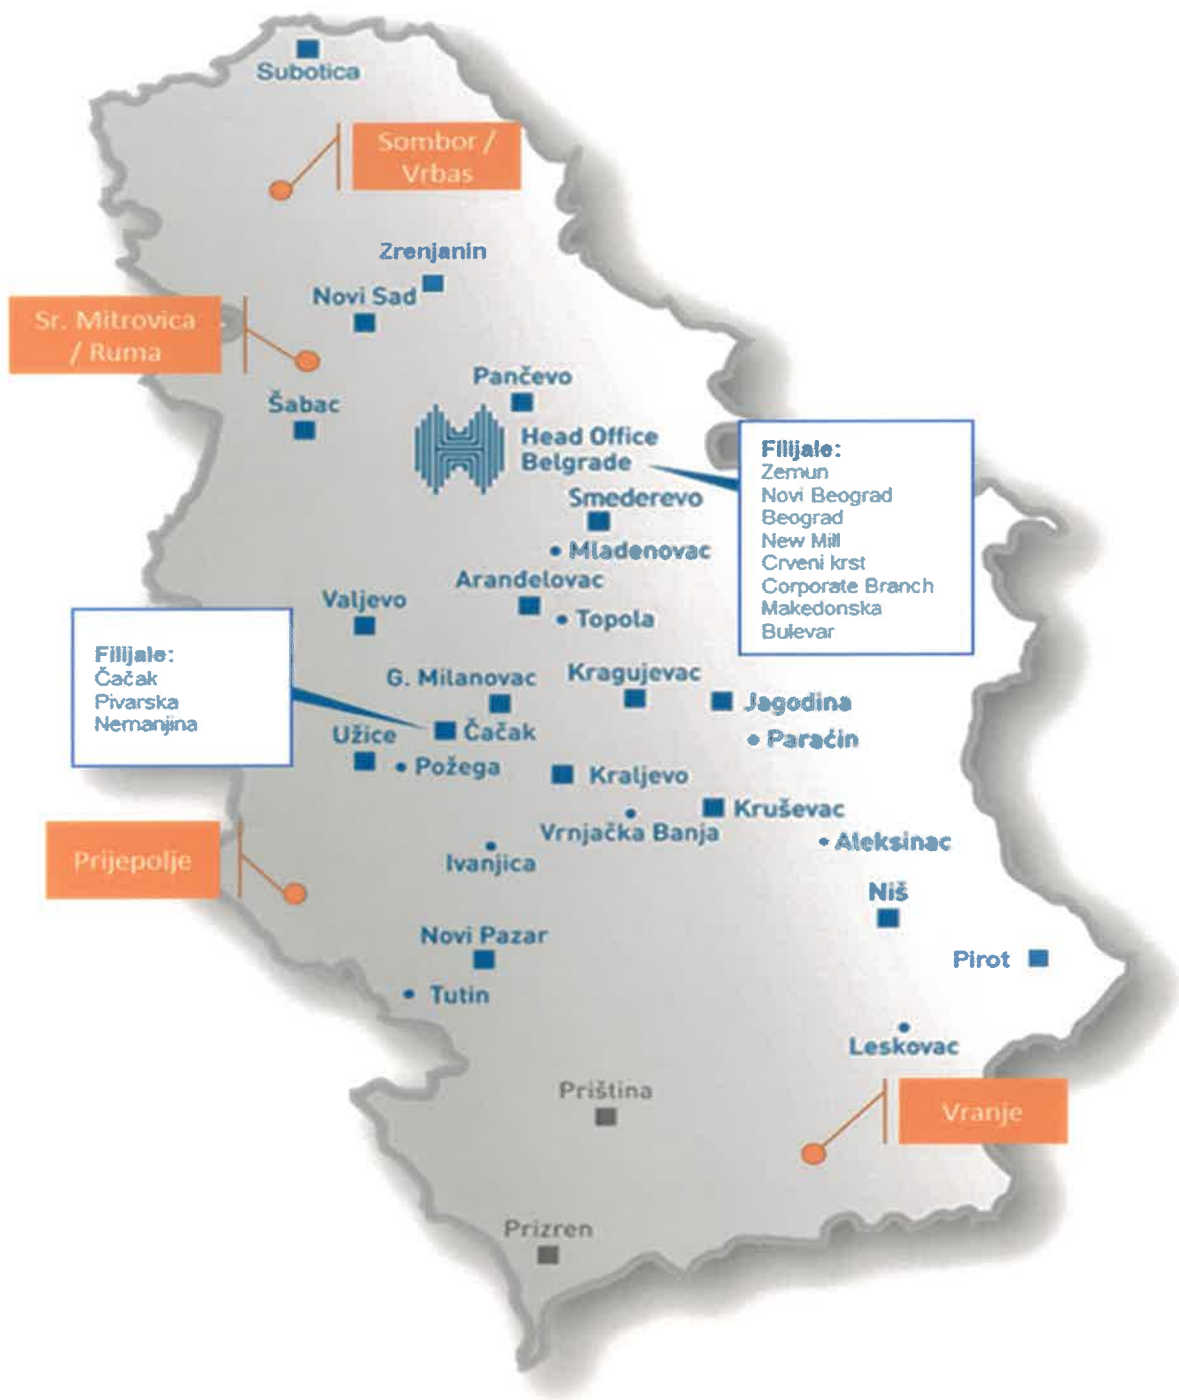 Subotica
Sombor /
Vrbas
Zrenjanin
Novi Sad
Sr. Mitrovica
/ Ruma
Pančevo
Šabac
Head Office
Belgrade
Filijale:
Zemun
Novi Beograd
Beograd
New Mill
Crveni krst
Corporate Branch
Makedonska
Bulevar
Smederevo
Mladenovac
Aranđelovac
Valjevo
Topola
Filijale:
Čačak
Pivarska
Nemanjina
G. Milanovac
Kragujevac
Jagodina
Užice
Čačak
Paraćin
Požega
Kraljevo
Kruševac
Vrnjačka Banja
Aleksinac
Prijepolje
Ivanjica
Niš
Novi Pazar
Pirot
Tutin
Leskovac
Priština
Vranje
Prizren